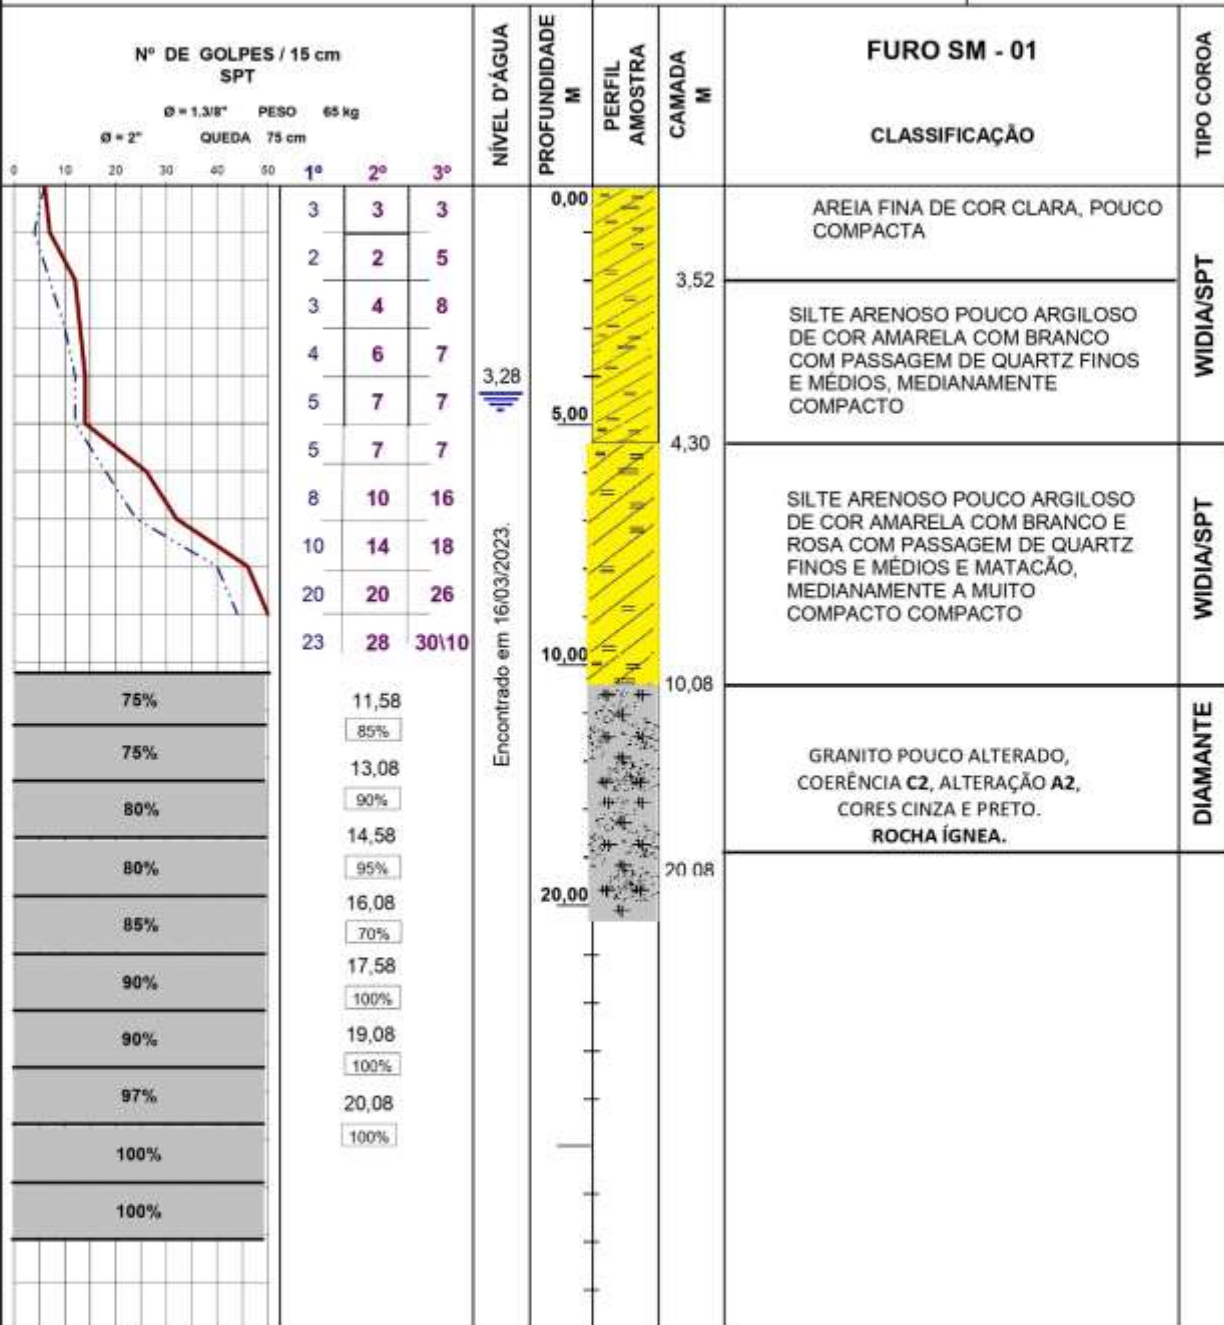 Nº DE GOLPES / 15 cm
SPT
Ø = 1.3/8" PESO 65 kg
Ø = 2" QUEDA 75 cm
0 10 20 30 40 50
1º 2º 3º
NÍVEL D'ÁGUA
PROFUNDIDADE
M
PERFIL
AMOSTRA
CAMADA
M
FURO SM - 01
CLASSIFICAÇÃO
TIPO COROA
3 3 3
2 2 5
3 4 8
4 6 7
5 7 7
5 7 7
8 10 16
10 14 18
20 20 26
23 28 30\10
3,28
Encontrado em 16/03/2023.
0,00
5,00
10,00
20,00
3,52
4,30
10,08
20 08
AREIA FINA DE COR CLARA, POUCO
COMPACTA
SILTE ARENOSO POUCO ARGILOSO
DE COR AMARELA COM BRANCO
COM PASSAGEM DE QUARTZ FINOS
E MÉDIOS, MEDIANAMENTE
COMPACTO
WIDIA/SPT
SILTE ARENOSO POUCO ARGILOSO
DE COR AMARELA COM BRANCO E
ROSA COM PASSAGEM DE QUARTZ
FINOS E MÉDIOS E MATACÃO,
MEDIANAMENTE A MUITO
COMPACTO COMPACTO
WIDIA/SPT
GRANITO POUCO ALTERADO,
COERÊNCIA C2, ALTERAÇÃO A2,
CORES CINZA E PRETO.
ROCHA ÍGNEA.
DIAMANTE
75%
75%
80%
80%
85%
90%
90%
97%
100%
100%
11,58
85%
13,08
90%
14,58
95%
16,08
70%
17,58
100%
19,08
100%
20,08
100%